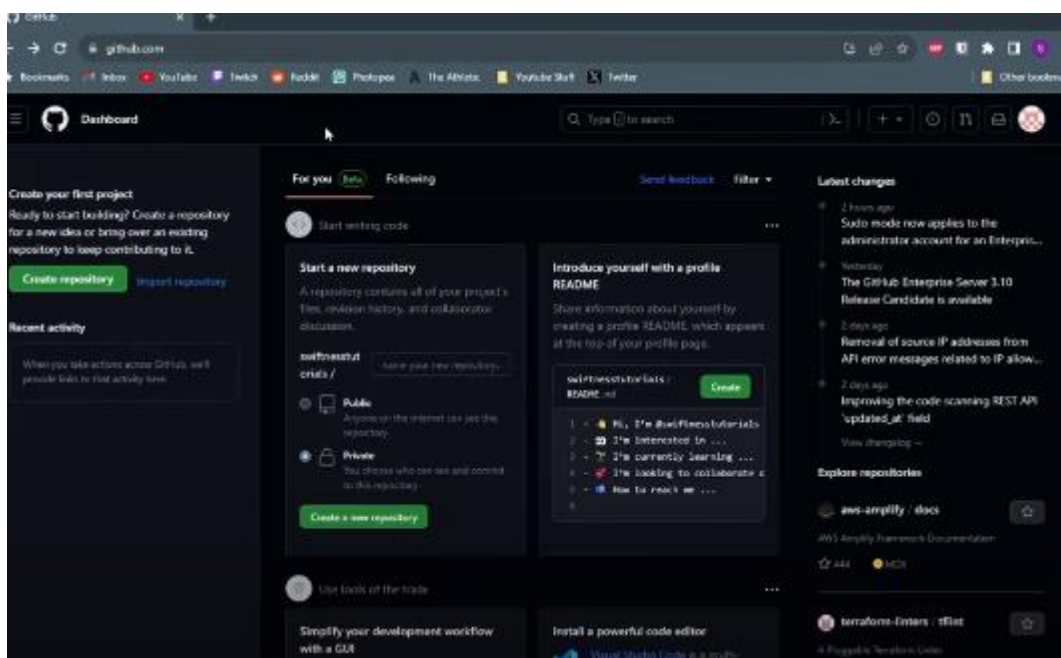 GitHub
github.com
Bookmarks Inbox YouTube Twitch Reddit Photopea The Athletic Youtube Stuff Twitter Other bookma
Dashboard
Type / to search
Create your first project
Ready to start building? Create a repository
for a new idea or bring over an existing
repository to keep contributing to it.
Create repository Import repository
Recent activity
When you take actions across GitHub, we'll
provide links to that activity here.
For you Beta Following Send feedback Filter
Start writing code
Start a new repository
A repository contains all of your project's
files, revision history, and collaborator
discussion.
swiftnesstut
orials / name your new repository...
Public
Anyone on the internet can see this
repository
Private
You choose who can see and commit
to this repository
Create a new repository
Introduce yourself with a profile
README
Share information about yourself by
creating a profile README, which appears
at the top of your profile page.
swiftnesstutorials /
README .md
Create
1 - 👋 Hi, I'm @swiftnesstutorials
2 - 👀 I'm interested in ...
3 - 🌱 I'm currently learning ...
4 - 💞️ I'm looking to collaborate o
5 - 📫 How to reach me ...
6
Use tools of the trade
Simplify your development workflow
with a GUI
Install a powerful code editor
Visual Studio Code is a multi-
Latest changes
2 hours ago
Sudo mode now applies to the
administrator account for an Enterpris...
Yesterday
The GitHub Enterprise Server 3.10
Release Candidate is available
2 days ago
Removal of source IP addresses from
API error messages related to IP allow...
2 days ago
Improving the code scanning REST API
'updated_at' field
View changelog →
Explore repositories
aws-amplify / docs
AWS Amplify Framework Documentation
444 MDX
terraform-linters / tflint
A Pluggable Terraform Linter